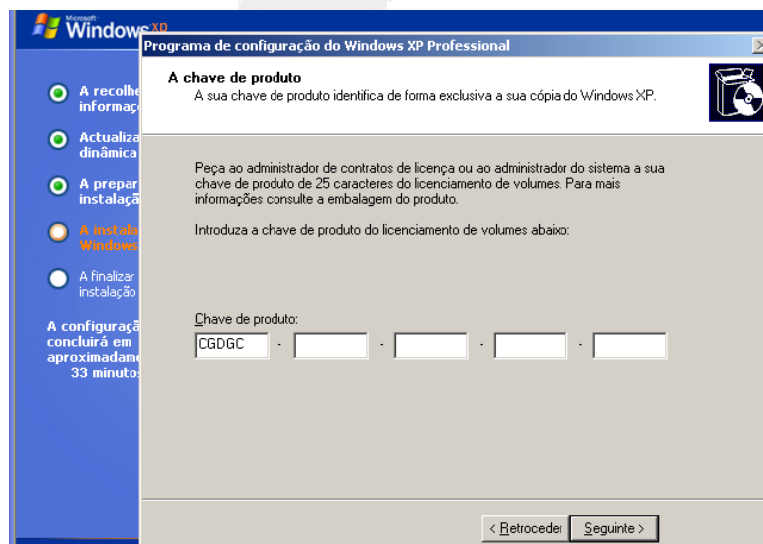 Microsoft
Windows xp
Programa de configuração do Windows XP Professional
A chave de produto
A sua chave de produto identifica de forma exclusiva a sua cópia do Windows XP.
A recolhe
informaç
Actualiza
dinâmica
A prepar
instalaçã
A instala
Windows
A finalizar
instalação
A configuraçã
concluirá em
aproximadame
33 minutos
Peça ao administrador de contratos de licença ou ao administrador do sistema a sua
chave de produto de 25 caracteres do licenciamento de volumes. Para mais
informações consulte a embalagem do produto.
Introduza a chave de produto do licenciamento de volumes abaixo:
Chave de produto:
CGDGC - - - -
< Retroceder
Seguinte >